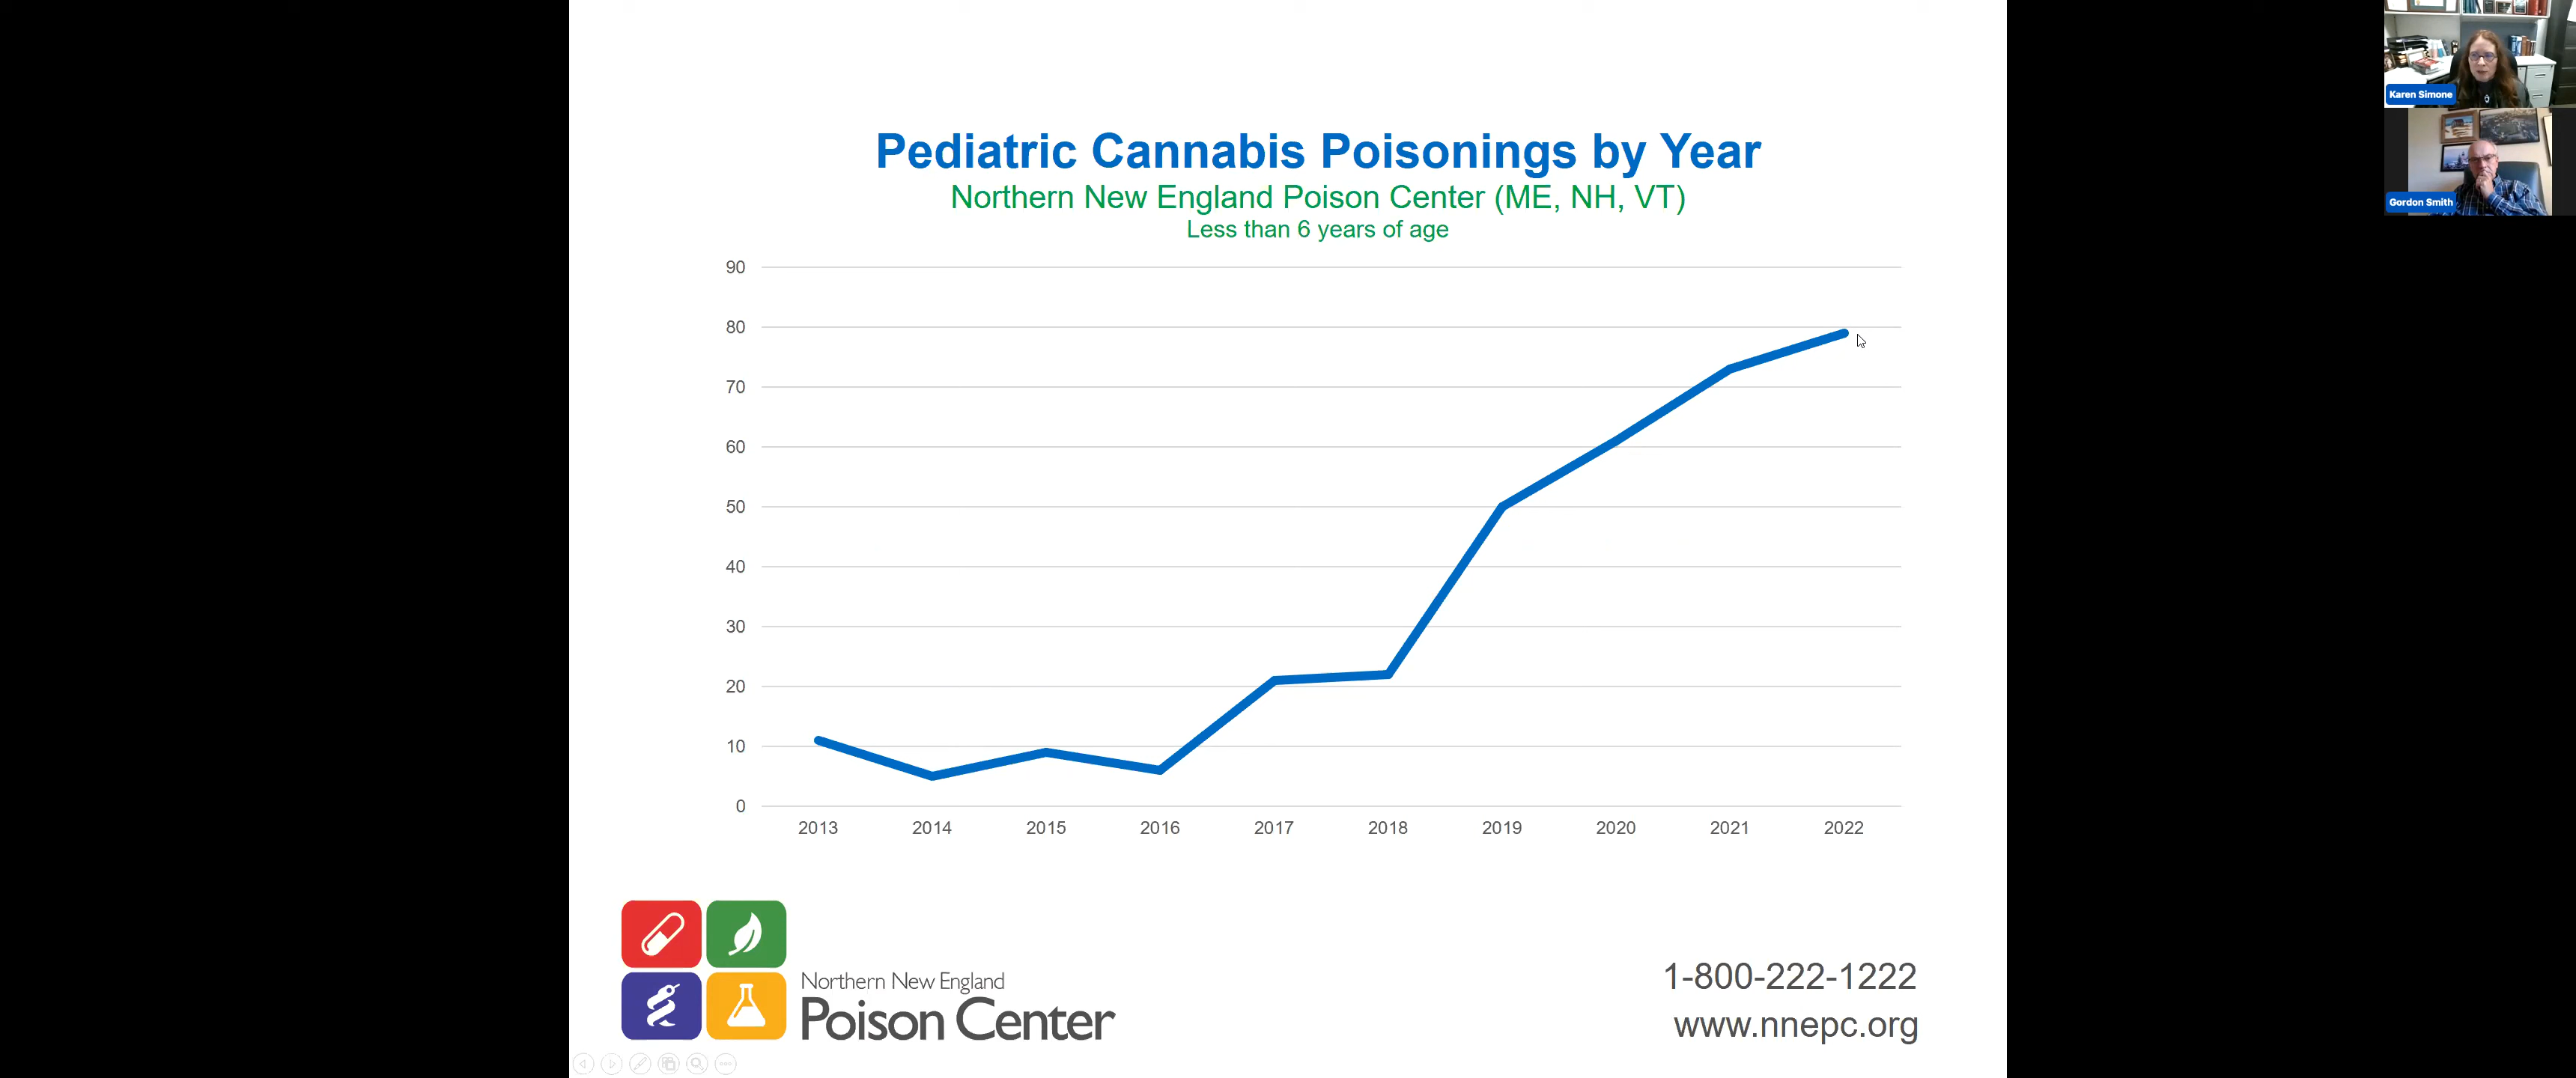 Pediatric Cannabis Poisonings by Year
Northern New England Poison Center (ME, NH, VT)
Less than 6 years of age
90
80
70
60
50
40
30
20
10
0
2013 2014 2015 2016 2017 2018 2019 2020 2021 2022
Northern New England
Poison Center
1-800-222-1222
www.nnepc.org
Karen Simone
Gordon Smith